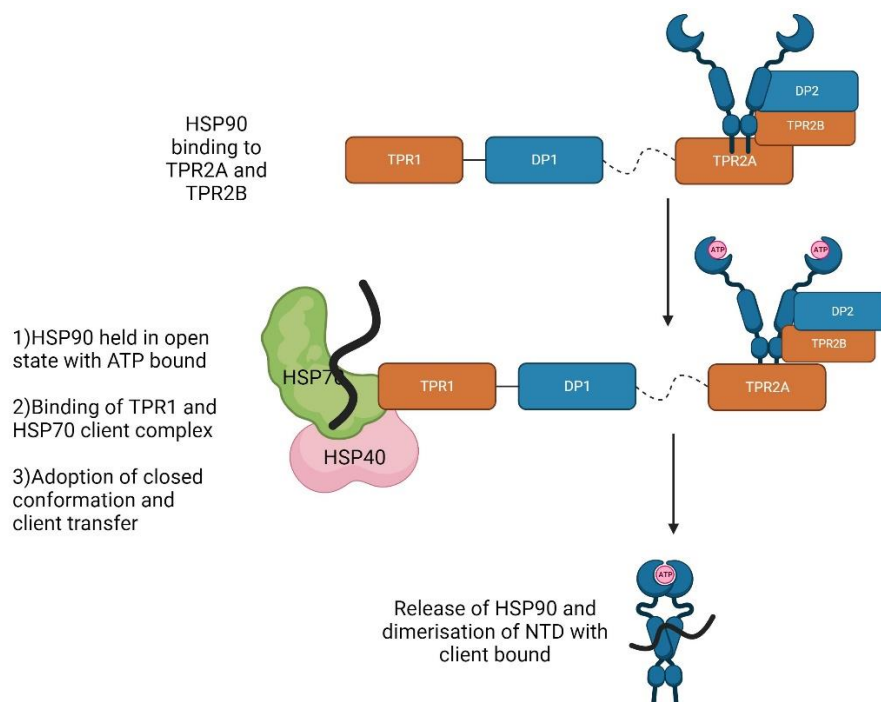 HSP90
binding to
TPR2A and
TPR2B
TPR1
DP1
TPR2A
DP2
TPR2B
1)HSP90 held in open
state with ATP bound
2)Binding of TPR1 and
HSP70 client complex
3)Adoption of closed
conformation and
client transfer
ATP
ATP
DP2
TPR2B
HSP70
TPR1
DP1
TPR2A
HSP40
Release of HSP90 and
dimerisation of NTD with
client bound
ATP